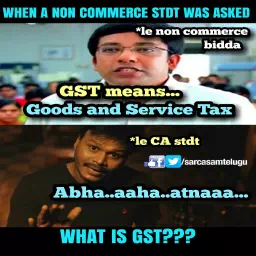 WHEN A NON COMMERCE STDT WAS ASKED
*le non commerce
bidda
GST means...
Goods and Service Tax
*le CA stdt
f /sarcasamtelugu
Abha..aaha..atnaaa...
WHAT IS GST???